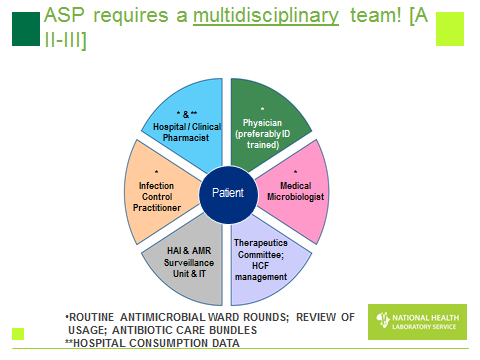 ASP requires a multidisciplinary team! [A
II-III]
* & **
Hospital / Clinical
Pharmacist
*
Physician
(preferably ID
trained)
*
Infection
Control
Practitioner
Patient
*
Medical
Microbiologist
HAI & AMR
Surveillance
Unit & IT
Therapeutics
Committee;
HCF
management
•ROUTINE ANTIMICROBIAL WARD ROUNDS; REVIEW OF
USAGE; ANTIBIOTIC CARE BUNDLES
**HOSPITAL CONSUMPTION DATA
NATIONAL HEALTH
LABORATORY SERVICE